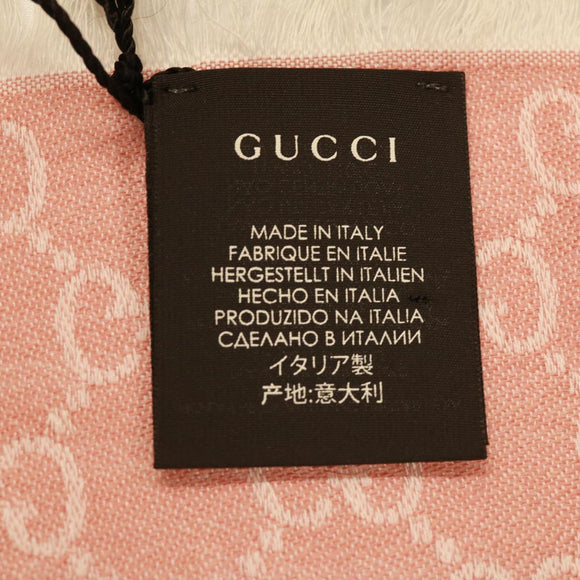 GUCCI
MADE IN ITALY
FABRIQUE EN ITALIE
HERGESTELLT IN ITALIEN
HECHO EN ITALIA
PRODUZIDO NA ITALIA
СДЕЛАНО В ИТАЛИИ
イタリア製
产地:意大利